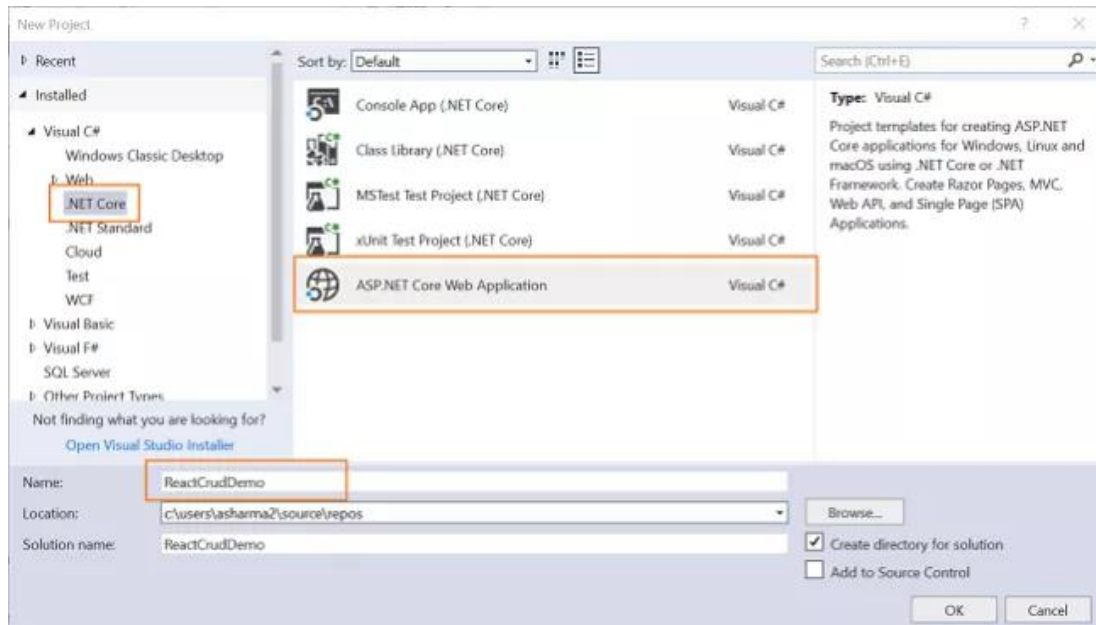 New Project
Recent
Installed
Visual C#
Windows Classic Desktop
Web
.NET Core
.NET Standard
Cloud
Test
WCF
Visual Basic
Visual F#
SQL Server
Other Project Types
Not finding what you are looking for?
Open Visual Studio Installer
Sort by: Default
Console App (.NET Core) Visual C#
Class Library (.NET Core) Visual C#
MSTest Test Project (.NET Core) Visual C#
xUnit Test Project (.NET Core) Visual C#
ASP.NET Core Web Application Visual C#
Search (Ctrl+E)
Type: Visual C#
Project templates for creating ASP.NET
Core applications for Windows, Linux and
macOS using .NET Core or .NET
Framework. Create Razor Pages, MVC,
Web API, and Single Page (SPA)
Applications.
Name: ReactCrudDemo
Location: c:\users\asharma2\source\repos
Browse...
Solution name: ReactCrudDemo
Create directory for solution
Add to Source Control
OK Cancel